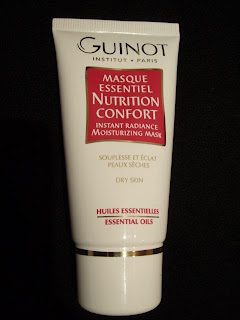 GUINOT
INSTITUT • PARIS
MASQUE
ESSENTIEL
NUTRITION
CONFORT
INSTANT RADIANCE
MOISTURIZING MASK
SOUPLESSE ET ÉCLAT
PEAUX SÈCHES
DRY SKIN
HUILES ESSENTIELLES
ESSENTIAL OILS